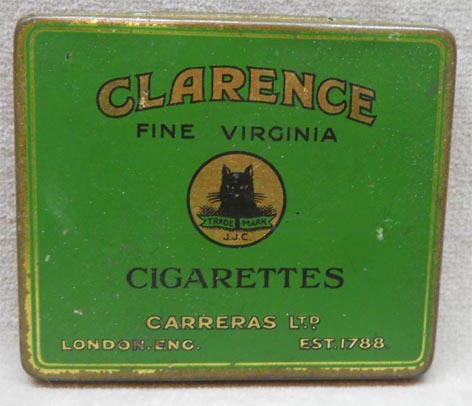 CLARENCE
FINE VIRGINIA
TRADE MARK
J.J.C.
CIGARETTES
CARRERAS LTD
LONDON. ENG. EST. 1788.